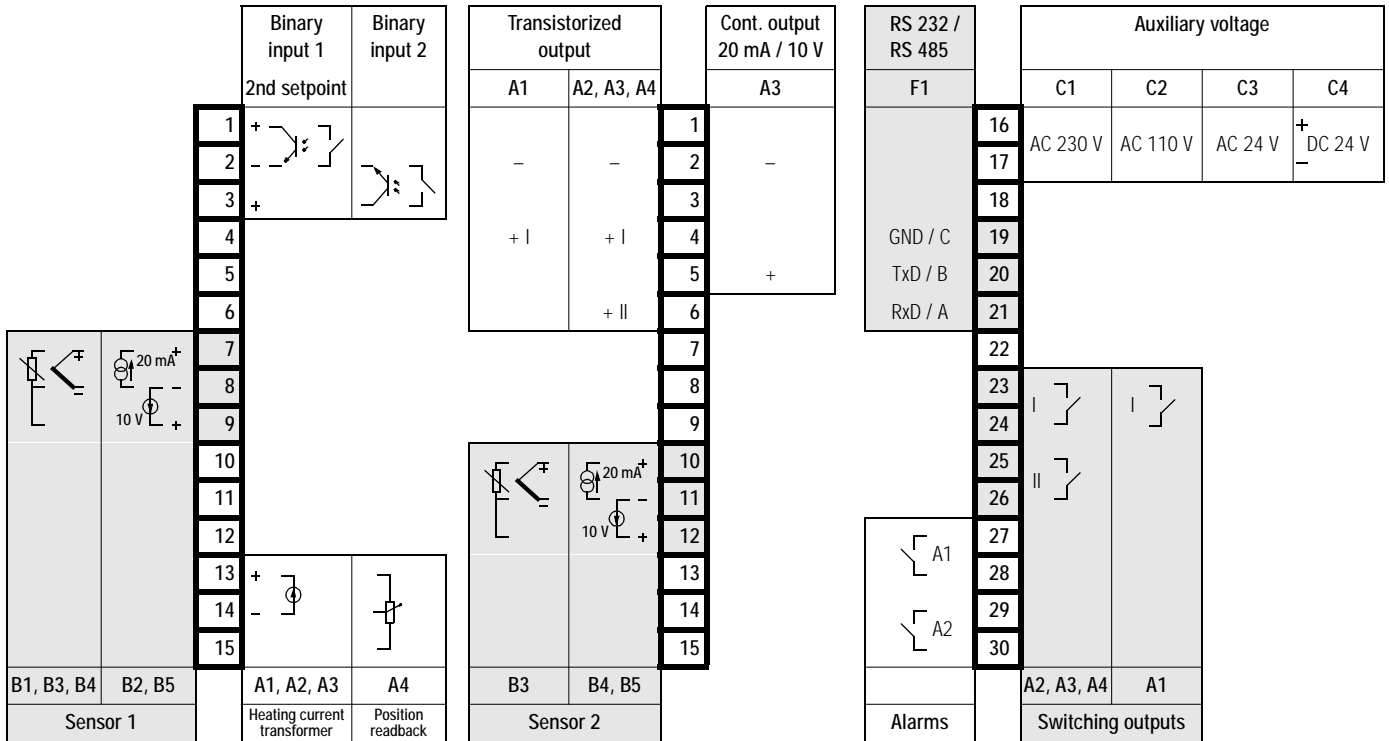 Binary input 1
Binary input 2
2nd setpoint
Transistorized output
A1
A2, A3, A4
Cont. output 20 mA / 10 V
A3
RS 232 / RS 485
F1
Auxiliary voltage
C1
C2
C3
C4
1 +
2 –
3 +
4
5
6
7
8
9
10
11
12
13 +
14 –
15
20 mA +
–
10 V +
+
=
B1, B3, B4
B2, B5
Sensor 1
A1, A2, A3
A4
Heating current transformer
Position readback
– – 2 –
1
3
+ I + I 4
5 +
+ II 6
7
8
9
10
11
12
13
14
15
+
=
20 mA +
–
10 V +
B3
B4, B5
Sensor 2
16
17
AC 230 V
AC 110 V
AC 24 V
+
DC 24 V
–
18
GND / C 19
TxD / B 20
RxD / A 21
22
23
24
I
I
25
26
II
27
28
A1
29
30
A2
Alarms
A2, A3, A4
A1
Switching outputs